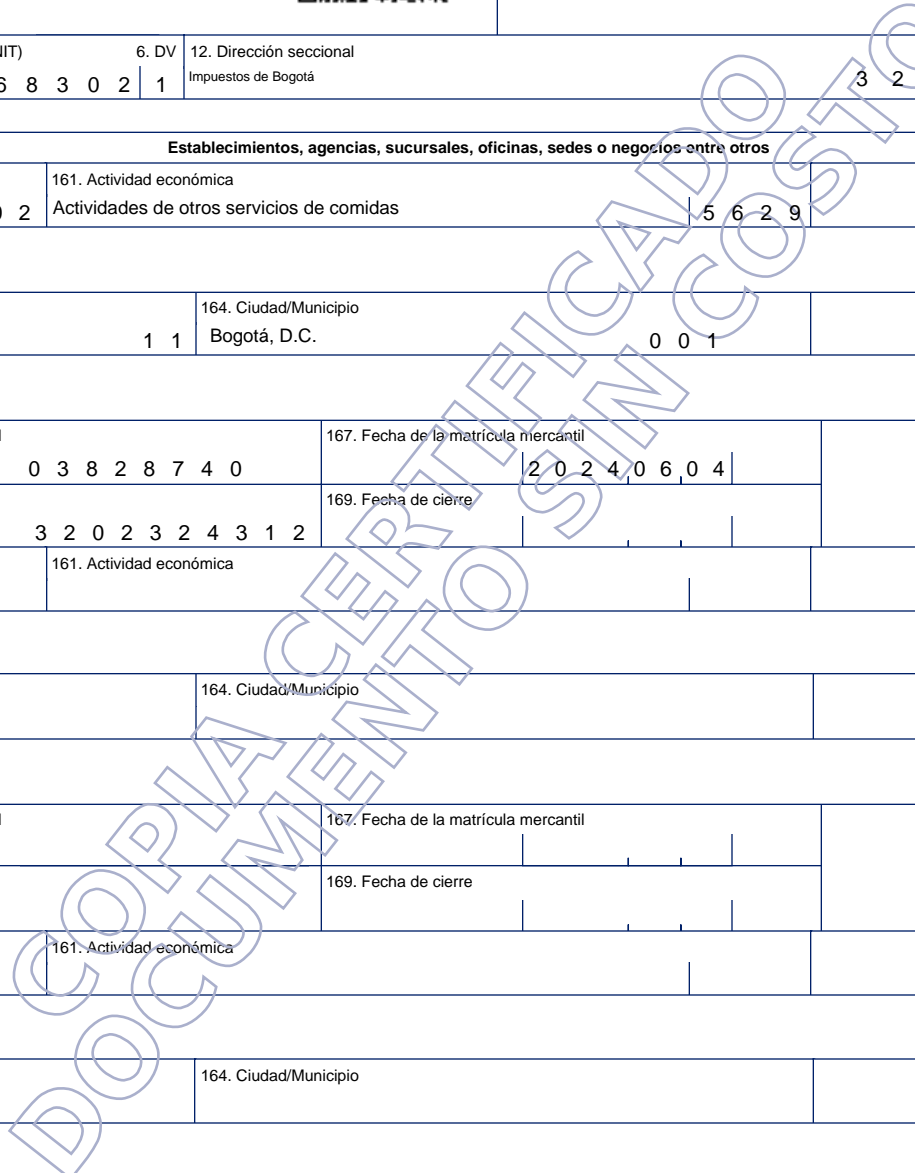 6. DV 12. Dirección seccional
8 3 0 2 1 Impuestos de Bogotá 3 2
Establecimientos, agencias, sucursales, oficinas, sedes o negocios entre otros
161. Actividad económica
2 Actividades de otros servicios de comidas 5 6 2 9
164. Ciudad/Municipio
1 1 Bogotá, D.C. 0 0 1
167. Fecha de la matrícula mercantil
0 3 8 2 8 7 4 0 2 0 2 4 0 6 0 4
169. Fecha de cierre
3 2 0 2 3 2 4 3 1 2
161. Actividad económica
164. Ciudad/Municipio
167. Fecha de la matrícula mercantil
169. Fecha de cierre
161. Actividad económica
164. Ciudad/Municipio
COPIA CERTIFICADO
DOCUMENTO SIN COSTO